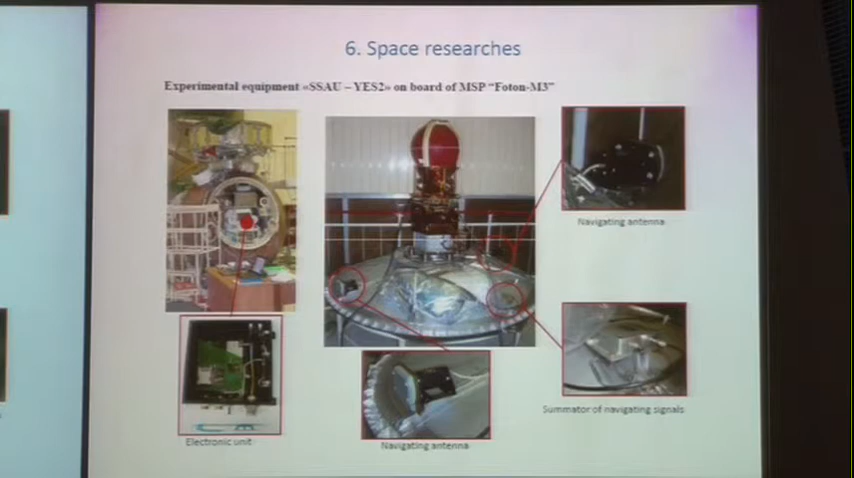 6. Space researches
Experimental equipment «SSAU – YES2» on board of MSP “Foton-M3”
Navigating antenna
Summator of navigating signals
Electronic unit
Navigating antenna